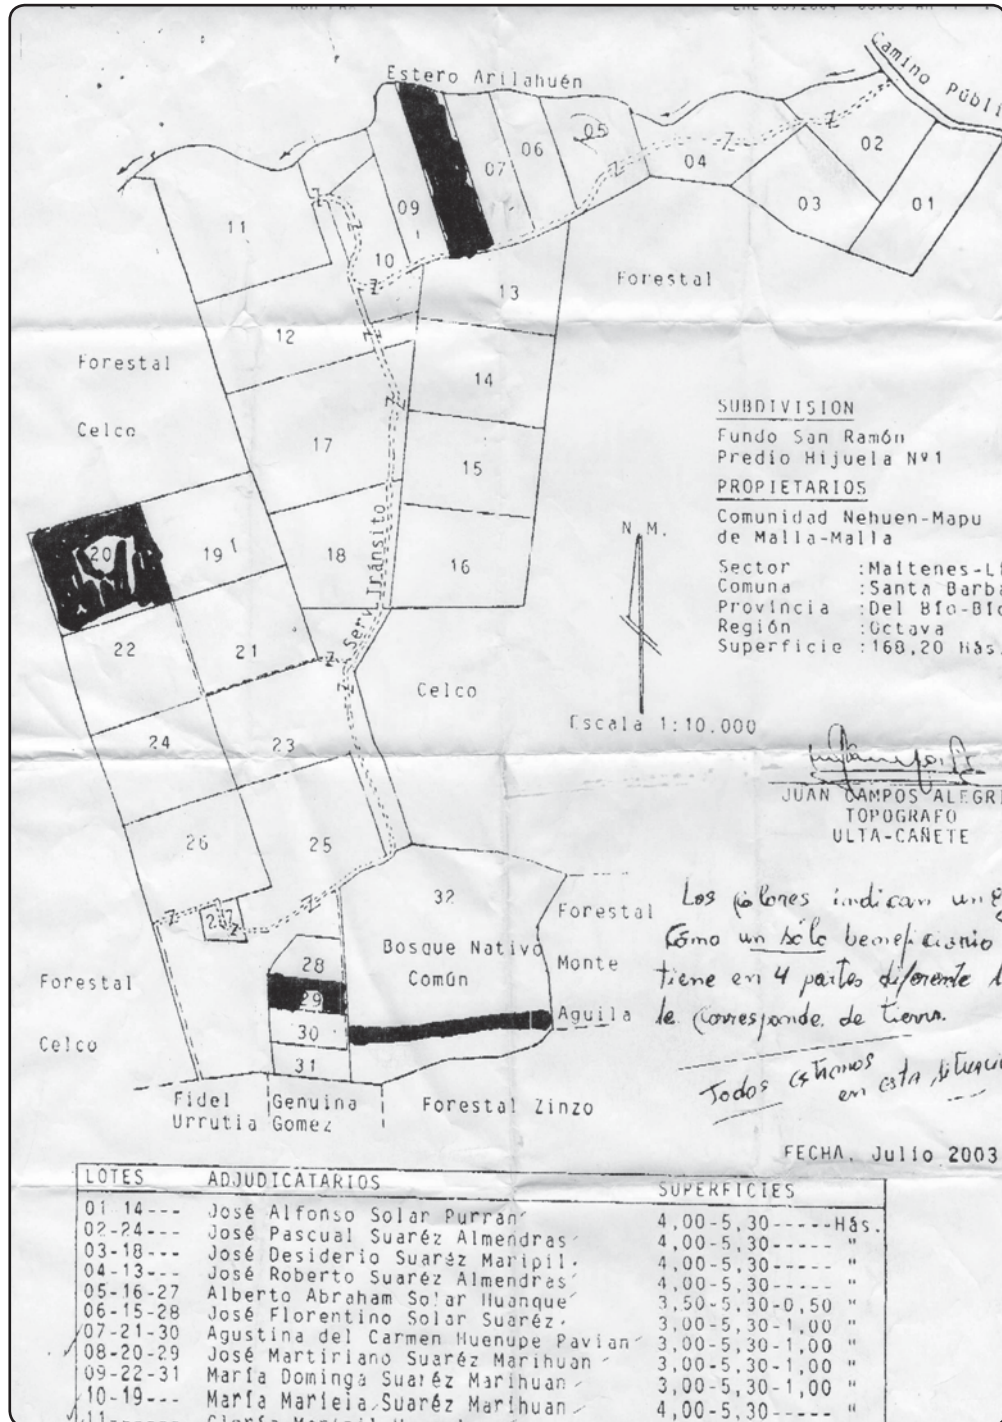 Estero Arilahuén
Camino Públi
11
09
07
06
05
04
02
03
01
10
Forestal
13
12
Forestal
14
Celco
17
15
SUBDIVISION
Fundo San Ramón
Predio Hijuela Nº1
PROPIETARIOS
Comunidad Nehuen-Mapu
de Malla-Malla
Sector :Maitenes-L
Comuna :Santa Barba
Provincia :Del Bío-Bío
Región :Octava
Superficie :168,20 Hás.
N.M.
20
19
18
16
Serv. Tránsito
22
21
Celco
Escala 1:10.000
24
23
JUAN CAMPOS ALEGRI
TOPOGRAFO
ULTA-CAÑETE
26
25
32
27
Bosque Nativo
Común
Forestal
Monte
Aguila
Los colores indican un e
Cómo un sólo beneficiario
tiene en 4 partes diferente
le corresponde de tierra.
Todos estamos
en esta situaci
28
29
30
31
Forestal
Celco
Fidel
Urrutia
Genuina
Gomez
Forestal Zinzo
FECHA, Julio 2003
LOTES ADJUDICATARIOS SUPERFICIES
01 14--- José Alfonso Solar Purran 4,00-5,30-----Hás.
02-24--- José Pascual Suaréz Almendras 4,00-5,30----- "
03-18--- José Desiderio Suaréz Maripil 4,00-5,30----- "
04-13--- José Roberto Suaréz Almendras 4,00-5,30----- "
05-16-27 Alberto Abraham Solar Huanque 3,50-5,30-0,50 "
06-15-28 José Florentino Solar Suaréz 3,00-5,30-1,00 "
07-21-30 Agustina del Carmen Huenupe Pavian 3,00-5,30-1,00 "
08-20-29 José Martiriano Suaréz Marihuan 3,00-5,30-1,00 "
09-22-31 María Dominga Suaréz Marihuan 3,00-5,30-1,00 "
10-19--- María Marieia Suaréz Marihuan 4,00-5,30----- "